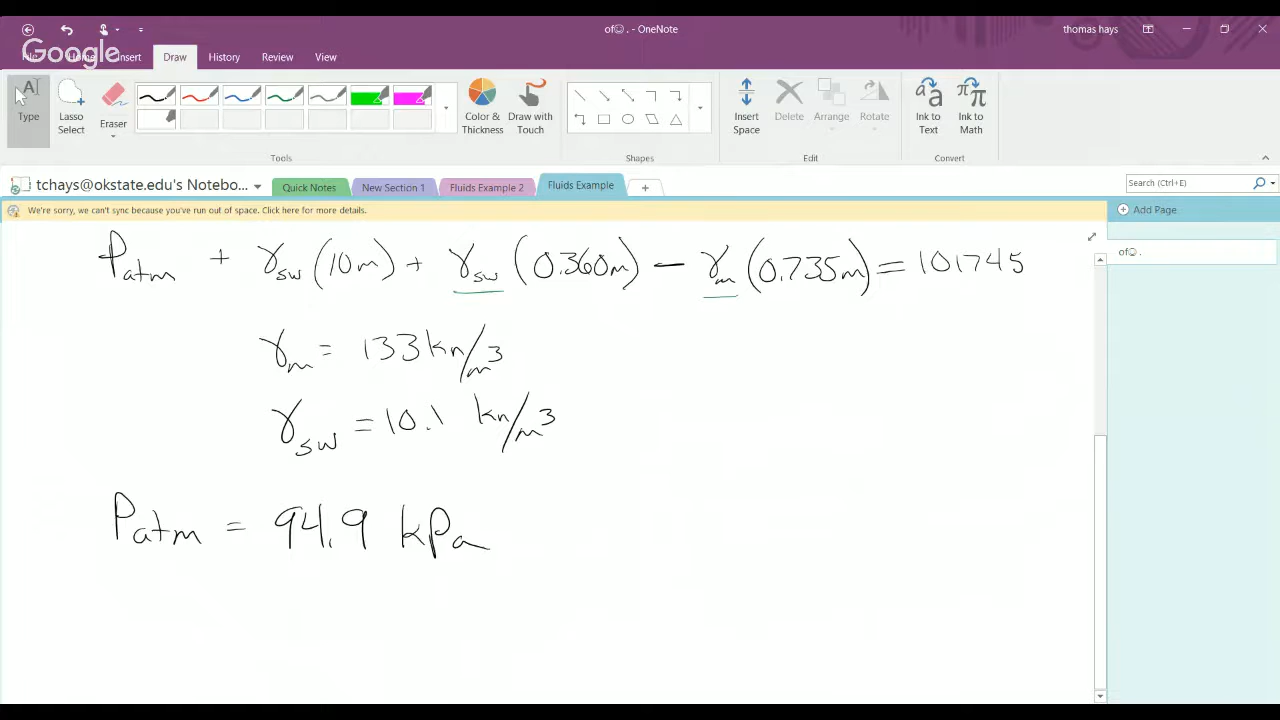 of☺ . - OneNote
thomas hays
Google
Insert
Draw
History
Review
View
Type
Lasso Select
Eraser
Color & Thickness
Draw with Touch
Insert Space
Delete
Arrange
Rotate
Ink to Text
Ink to Math
Tools
Shapes
Edit
Convert
tchays@okstate.edu's Notebo...
Quick Notes
New Section 1
Fluids Example 2
Fluids Example
Search (Ctrl+E)
We're sorry, we can't sync because you've run out of space. Click here for more details.
Add Page
of☺ .
Patm + γsw (10m) + γsw (0.360m) – γm (0.735m) = 101745
γm = 133 kn/m³
γsw = 10.1 kn/m³
Patm = 94.9 kPa